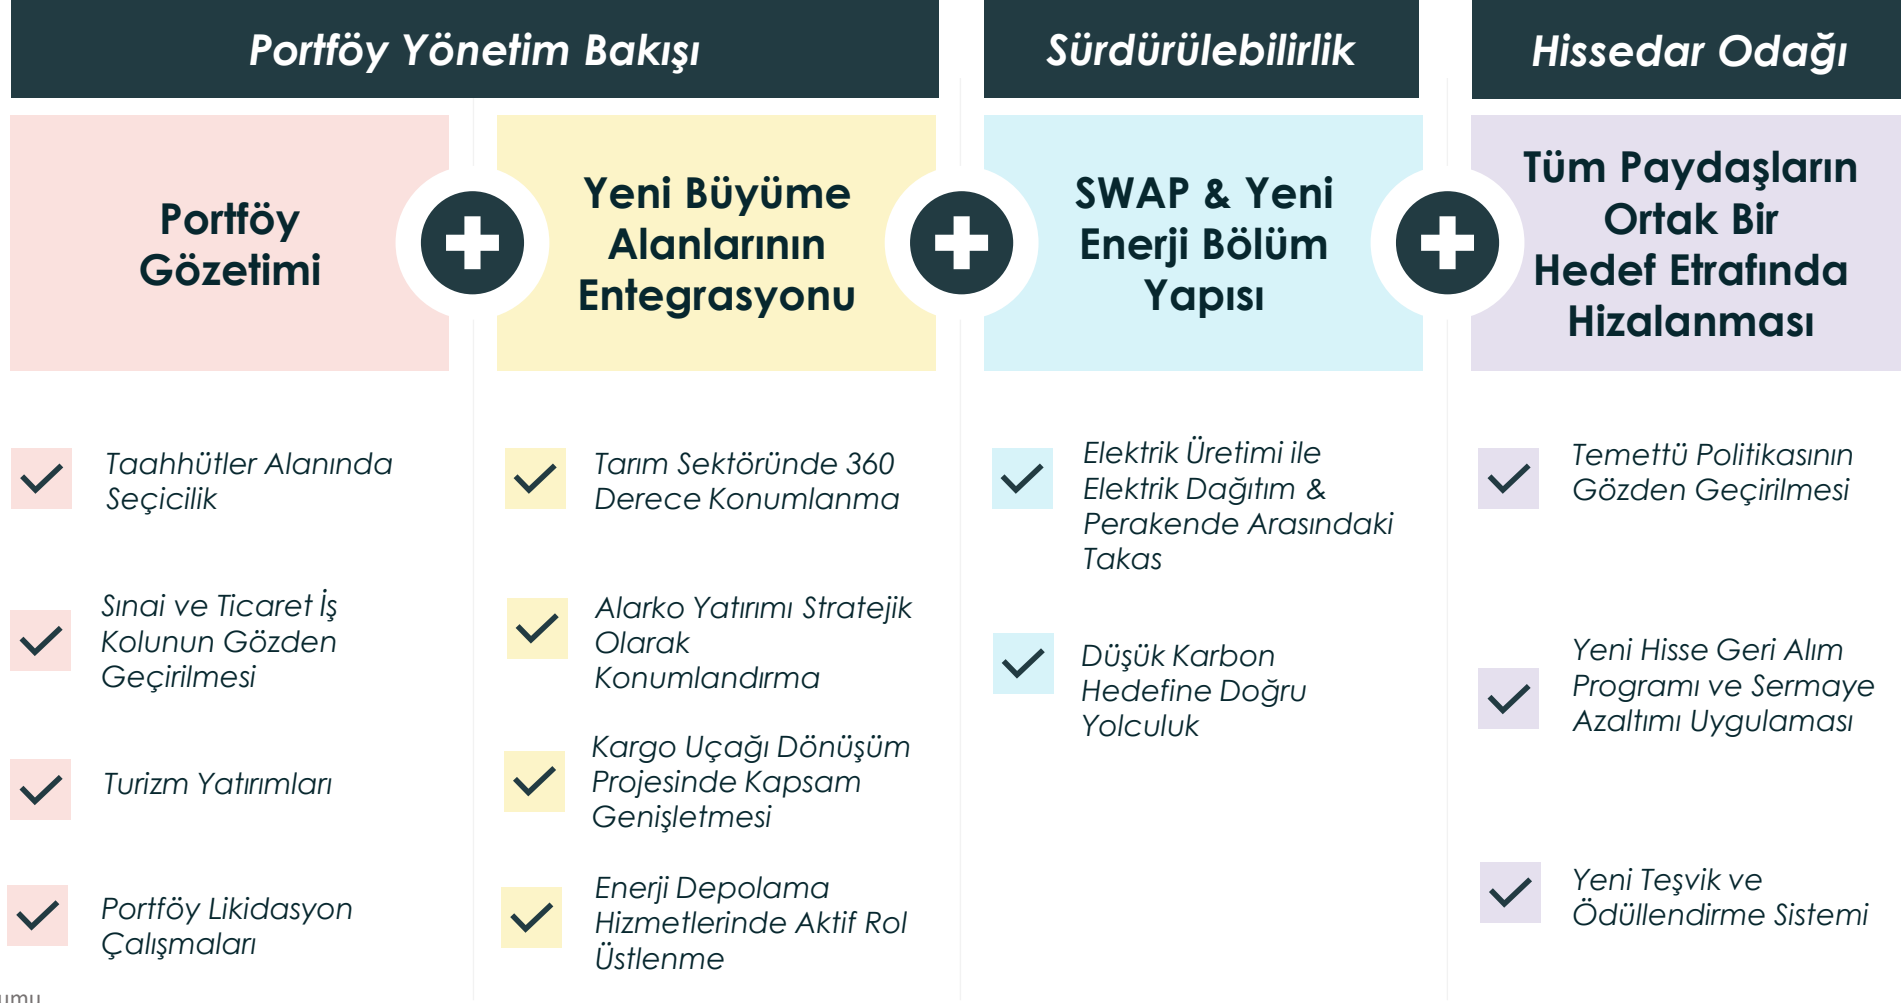 Portföy Yönetim Bakışı
Sürdürülebilirlik
Hissedar Odağı
Portföy
Gözetimi
Yeni Büyüme
Alanlarının
Entegrasyonu
SWAP & Yeni
Enerji Bölüm
Yapısı
Tüm Paydaşların
Ortak Bir
Hedef Etrafında
Hizalanması
Taahhütler Alanında
Seçicilik
Sınai ve Ticaret İş
Kolunun Gözden
Geçirilmesi
Turizm Yatırımları
Portföy Likidasyon
Çalışmaları
Tarım Sektöründe 360
Derece Konumlanma
Alarko Yatırımı Stratejik
Olarak
Konumlandırma
Kargo Uçağı Dönüşüm
Projesinde Kapsam
Genişletmesi
Enerji Depolama
Hizmetlerinde Aktif Rol
Üstlenme
Elektrik Üretimi ile
Elektrik Dağıtım &
Perakende Arasındaki
Takas
Düşük Karbon
Hedefine Doğru
Yolculuk
Temettü Politikasının
Gözden Geçirilmesi
Yeni Hisse Geri Alım
Programı ve Sermaye
Azaltımı Uygulaması
Yeni Teşvik ve
Ödüllendirme Sistemi